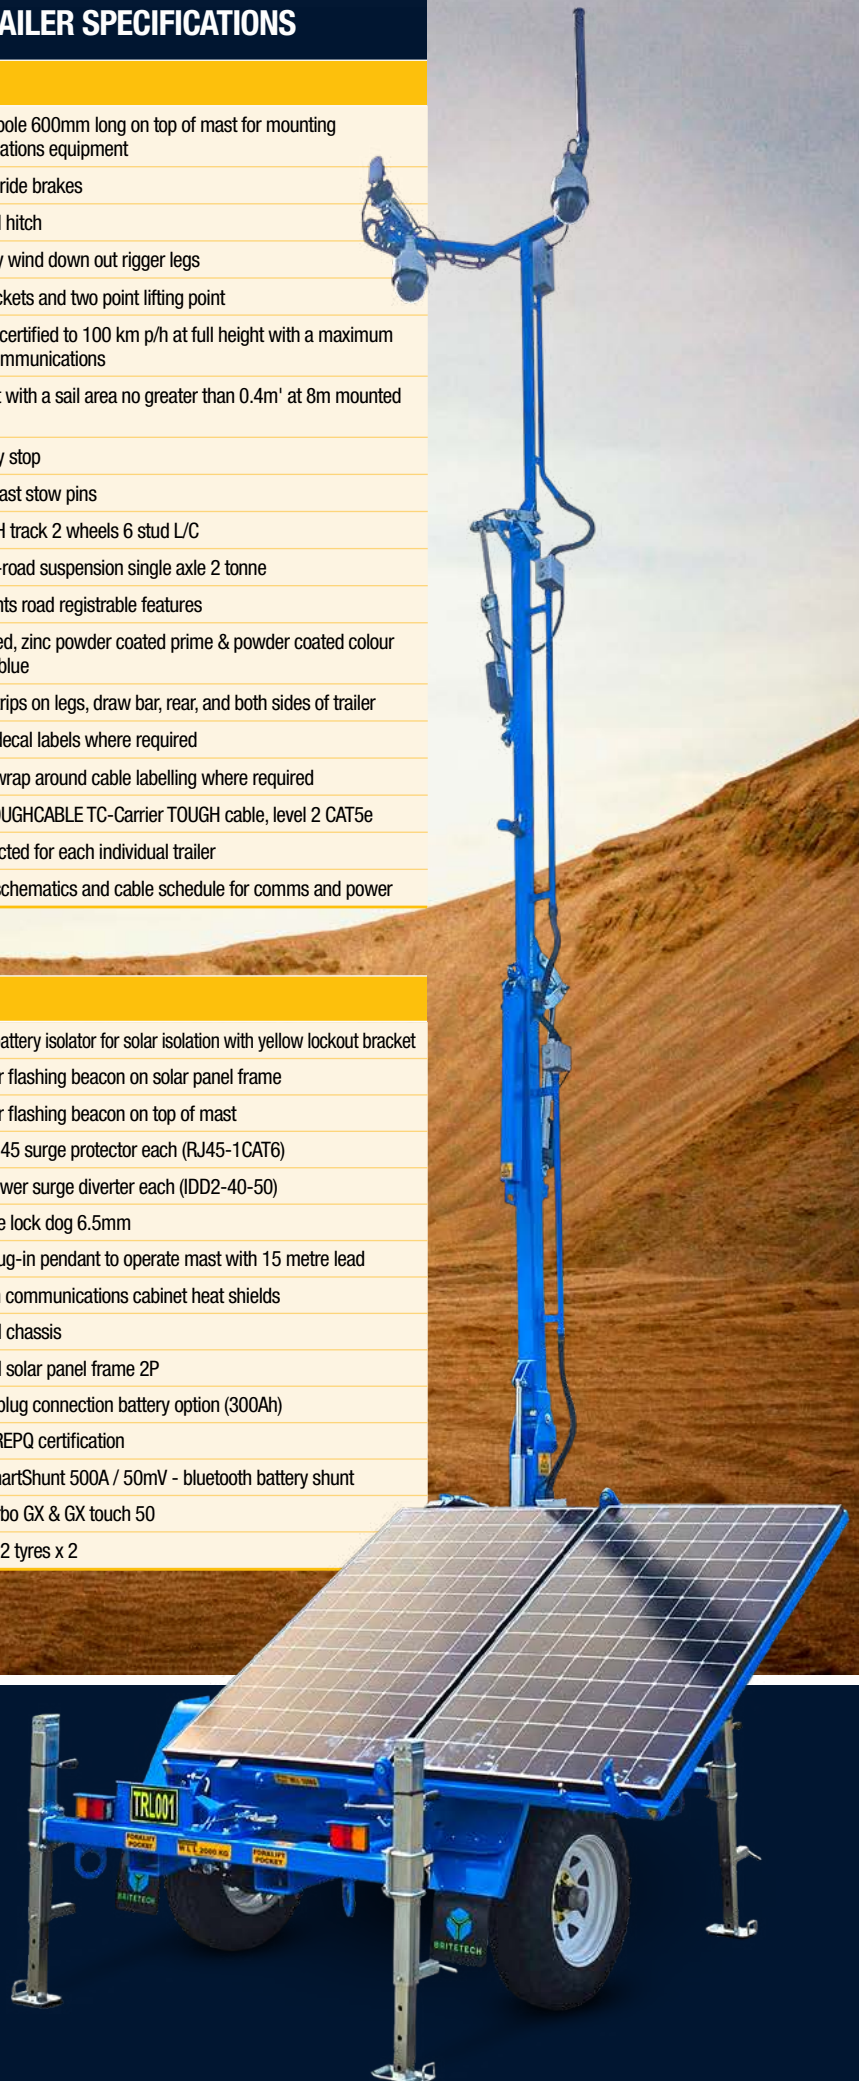 AILER SPECIFICATIONS
pole 600mm long on top of mast for mounting
ations equipment
ride brakes
hitch
wind down out rigger legs
ckets and two point lifting point
certified to 100 km p/h at full height with a maximum
mmunications
t with a sail area no greater than 0.4m' at 8m mounted
y stop
ast stow pins
H track 2 wheels 6 stud L/C
-road suspension single axle 2 tonne
nts road registrable features
ed, zinc powder coated prime & powder coated colour
blue
rips on legs, draw bar, rear, and both sides of trailer
decal labels where required
wrap around cable labelling where required
OUGHCABLE TC-Carrier TOUGH cable, level 2 CAT5e
cted for each individual trailer
schematics and cable schedule for comms and power
attery isolator for solar isolation with yellow lockout bracket
r flashing beacon on solar panel frame
r flashing beacon on top of mast
45 surge protector each (RJ45-1CAT6)
wer surge diverter each (IDD2-40-50)
e lock dog 6.5mm
ug-in pendant to operate mast with 15 metre lead
communications cabinet heat shields
chassis
solar panel frame 2P
plug connection battery option (300Ah)
REPQ certification
martShunt 500A / 50mV - bluetooth battery shunt
rbo GX & GX touch 50
2 tyres x 2
TRL001
FORKLIFT
POCKET
W L L 2000 KG
FORKLIFT
POCKET
BRITETECH
BRITETECH